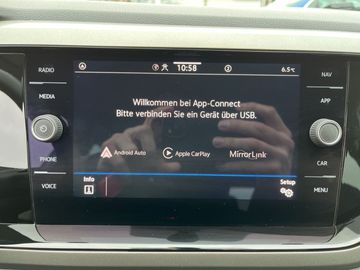 RADIO
MEDIA
PHONE
VOICE
10:58
6.5°C
Willkommen bei App-Connect
Bitte verbinden Sie ein Gerät über USB.
Android Auto
Apple CarPlay
MirrorLink
Info
Setup
NAV
APP
CAR
MENU